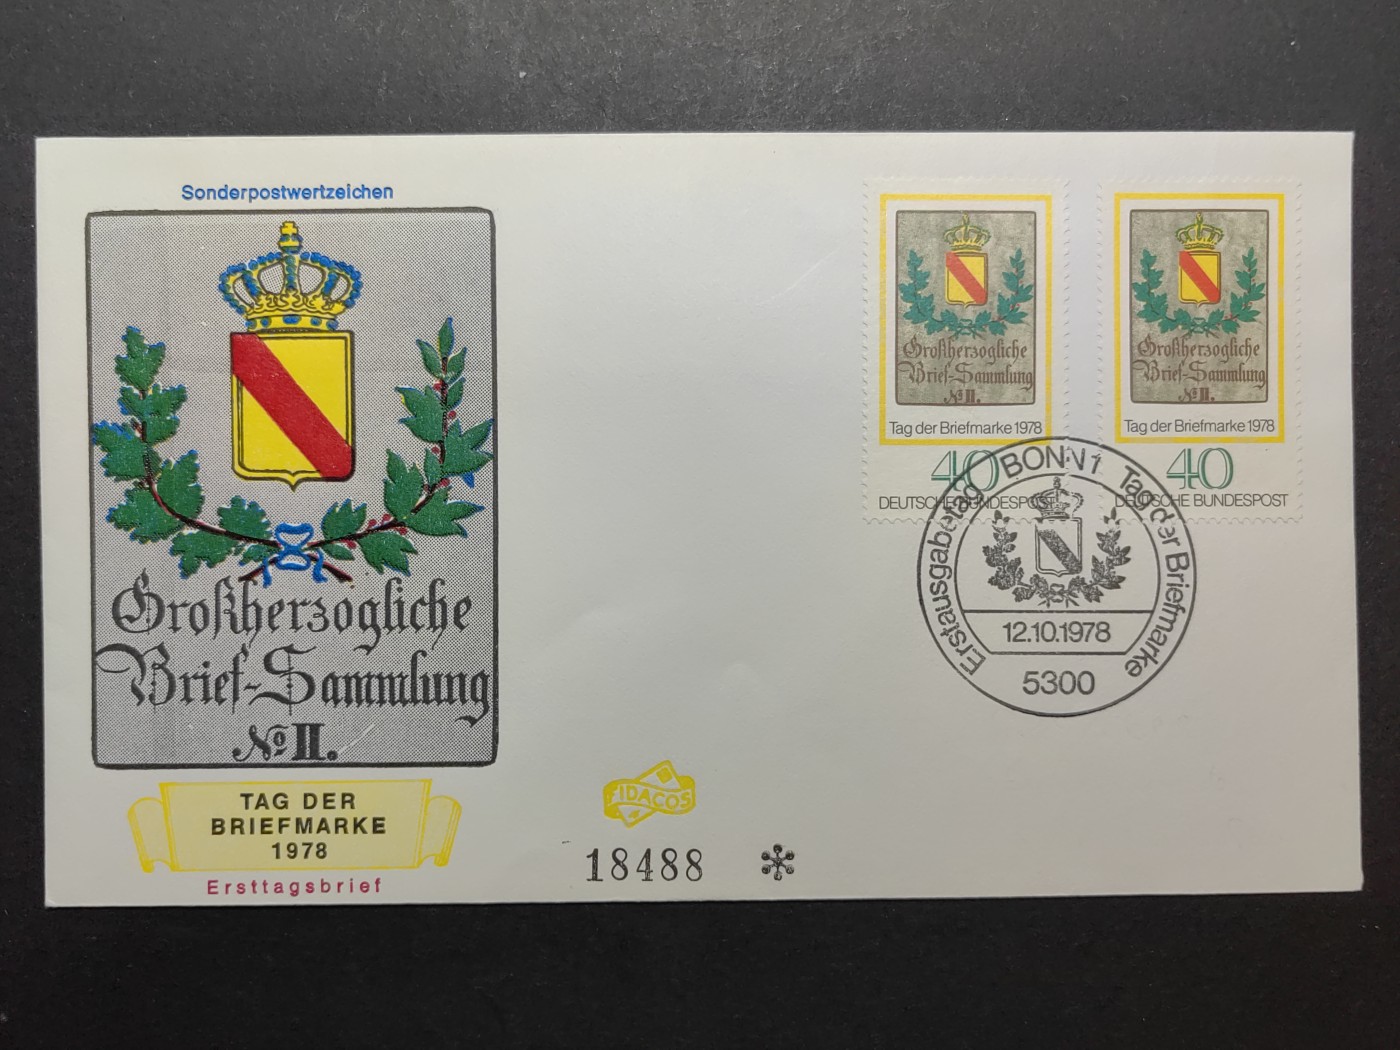 Sonderpostwertzeichen
Großherzogliche
Brief-Sammlung
No II.
TAG DER
BRIEFMARKE
1978
Ersttagsbrief
FIDACOS
18488
Großherzogliche
Brief-Sammlung
No II.
Tag der Briefmarke 1978
40
DEUTSCHE BUNDESPOST
Großherzogliche
Brief-Sammlung
No II.
Tag der Briefmarke 1978
40
DEUTSCHE BUNDESPOST
Erstausgabetag BONN 1 Tag der Briefmarke
12.10.1978
5300